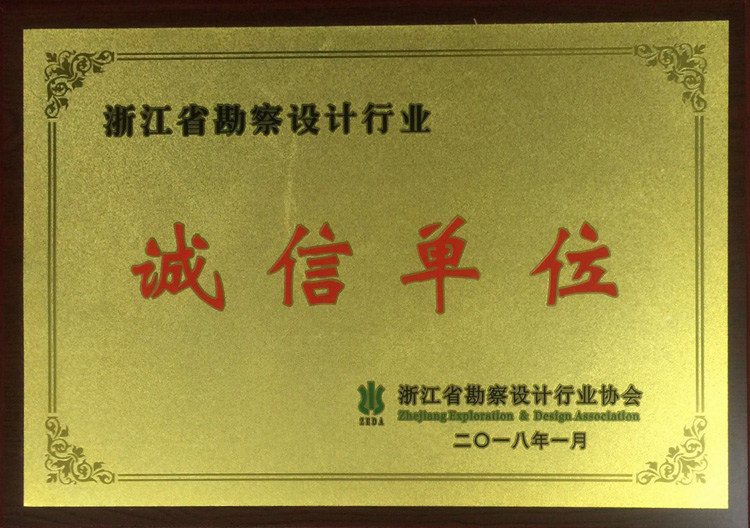 浙江省勘察设计行业
诚信单位
浙江省勘察设计行业协会
Zhejiang Exploration & Design Association
ZEDA
二〇一八年一月